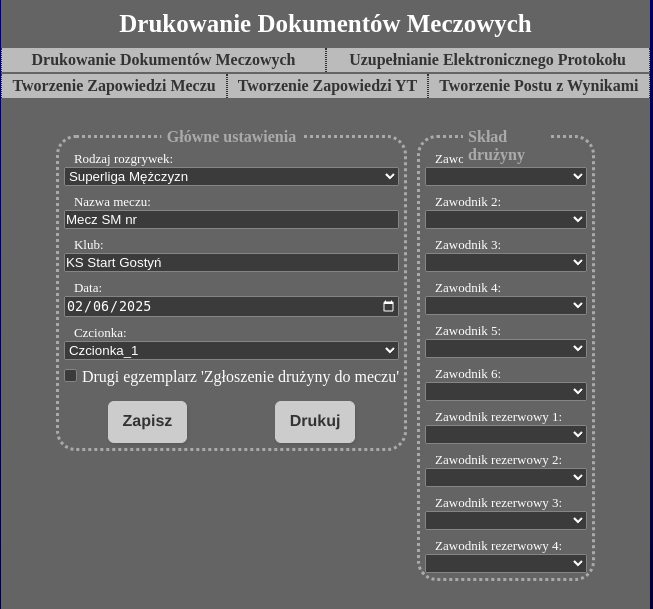 Drukowanie Dokumentów Meczowych
Drukowanie Dokumentów Meczowych
Uzupełnianie Elektronicznego Protokołu
Tworzenie Zapowiedzi Meczu
Tworzenie Zapowiedzi YT
Tworzenie Postu z Wynikami
Główne ustawienia
Rodzaj rozgrywek:
Superliga Mężczyzn
Nazwa meczu:
Mecz SM nr
Klub:
KS Start Gostyń
Data:
02/06/2025
Czcionka:
Czcionka_1
Drugi egzemplarz 'Zgłoszenie drużyny do meczu'
Zapisz
Drukuj
Skład
drużyny
Zawodnik 2:
Zawodnik 3:
Zawodnik 4:
Zawodnik 5:
Zawodnik 6:
Zawodnik rezerwowy 1:
Zawodnik rezerwowy 2:
Zawodnik rezerwowy 3:
Zawodnik rezerwowy 4: